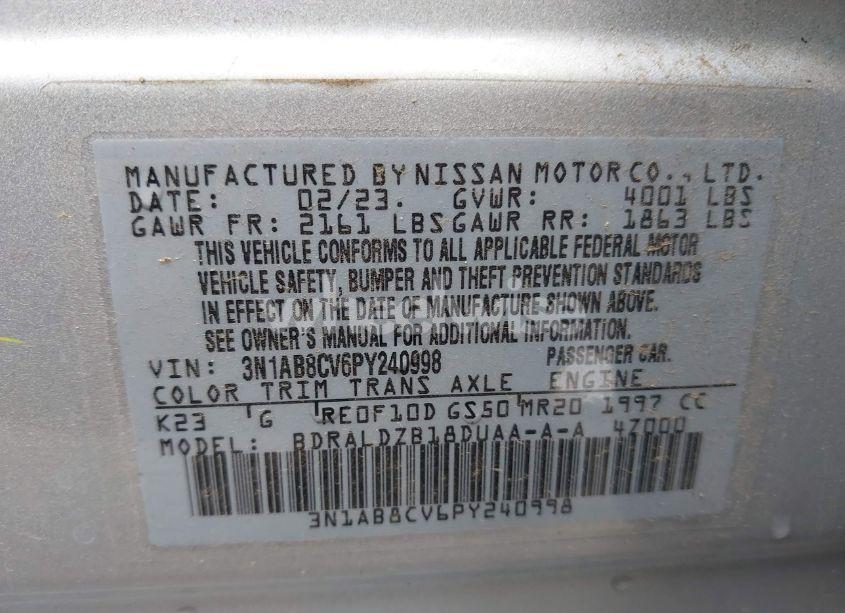 MANUFACTURED BY NISSAN MOTOR CO., LTD.
DATE: 02/23. GVWR: 4001 LBS
GAWR FR: 2161 LBS GAWR RR: 1863 LBS
THIS VEHICLE CONFORMS TO ALL APPLICABLE FEDERAL MOTOR
VEHICLE SAFETY, BUMPER AND THEFT PREVENTION STANDARDS
IN EFFECT ON THE DATE OF MANUFACTURE SHOWN ABOVE.
SEE OWNER'S MANUAL FOR ADDITIONAL INFORMATION.
VIN: 3N1AB8CV6PY240998 PASSENGER CAR.
COLOR TRIM TRANS AXLE ENGINE
K23 G RE0F10D GS50 MR20 1997 CC
MODEL: BDRALDZB18DUAA-A-A 4Z000
3N1AB8CV6PY240998